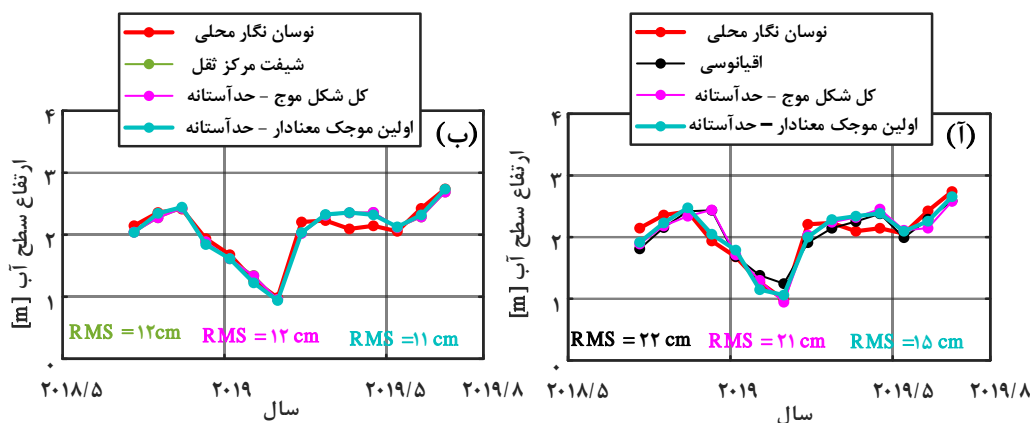 نوسان نگار محلی
اقیانوسی
کل شکل موج - حدآستانه
اولین موجک معنادار - حدآستانه
(آ)
ارتفاع سطح آب [m]
۴
۳
۲
۱
۰
RMS =۲۲ cm
RMS =۲۱ cm
RMS =۱۵ cm
۲۰۱۸/۵
۲۰۱۹
۲۰۱۹/۵
۲۰۱۹/۸
سال
نوسان نگار محلی
شیفت مرکز ثقل
کل شکل موج - حدآستانه
اولین موجک معنادار - حدآستانه
(ب)
ارتفاع سطح آب [m]
۴
۳
۲
۱
۰
RMS =۱۲cm
RMS =۱۲ cm
RMS =۱۱ cm
۲۰۱۸/۵
۲۰۱۹
۲۰۱۹/۵
۲۰۱۹/۸
سال